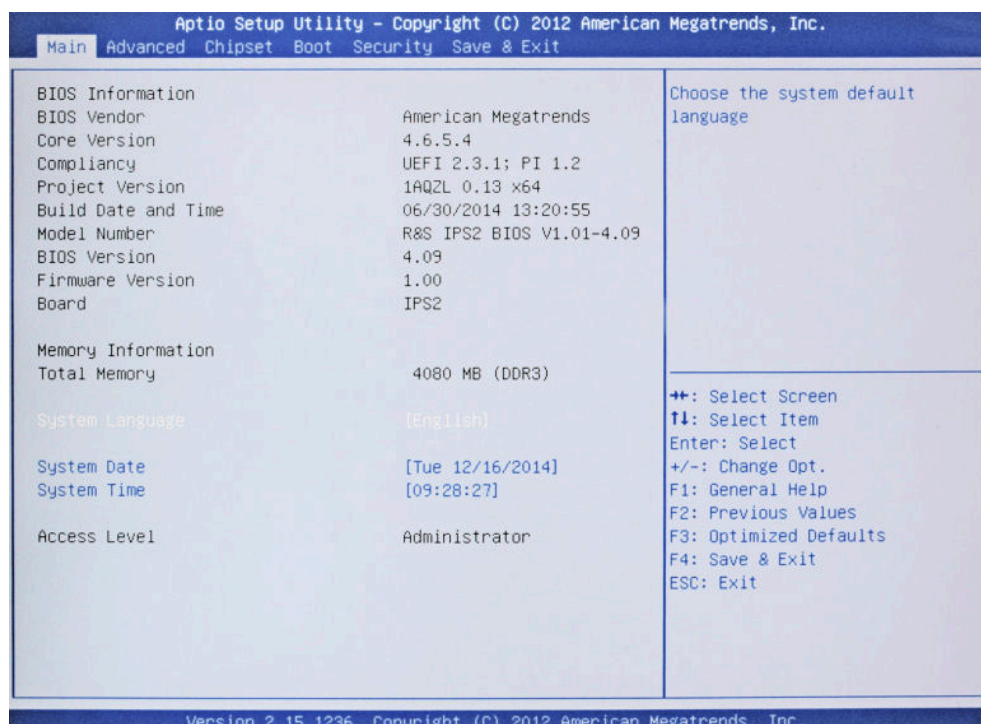 Aptio Setup Utility – Copyright (C) 2012 American Megatrends, Inc.
Main Advanced Chipset Boot Security Save & Exit
BIOS Information
BIOS Vendor American Megatrends
Core Version 4.6.5.4
Compliancy UEFI 2.3.1; PI 1.2
Project Version 1AQZL 0.13 x64
Build Date and Time 06/30/2014 13:20:55
Model Number R&S IPS2 BIOS V1.01-4.09
BIOS Version 4.09
Firmware Version 1.00
Board IPS2
Memory Information
Total Memory 4080 MB (DDR3)
System Language [English]
System Date [Tue 12/16/2014]
System Time [09:28:27]
Access Level Administrator
Choose the system default
language
→←: Select Screen
↑↓: Select Item
Enter: Select
+/-: Change Opt.
F1: General Help
F2: Previous Values
F3: Optimized Defaults
F4: Save & Exit
ESC: Exit
Version 2.15.1236. Copyright (C) 2012 American Megatrends, Inc.